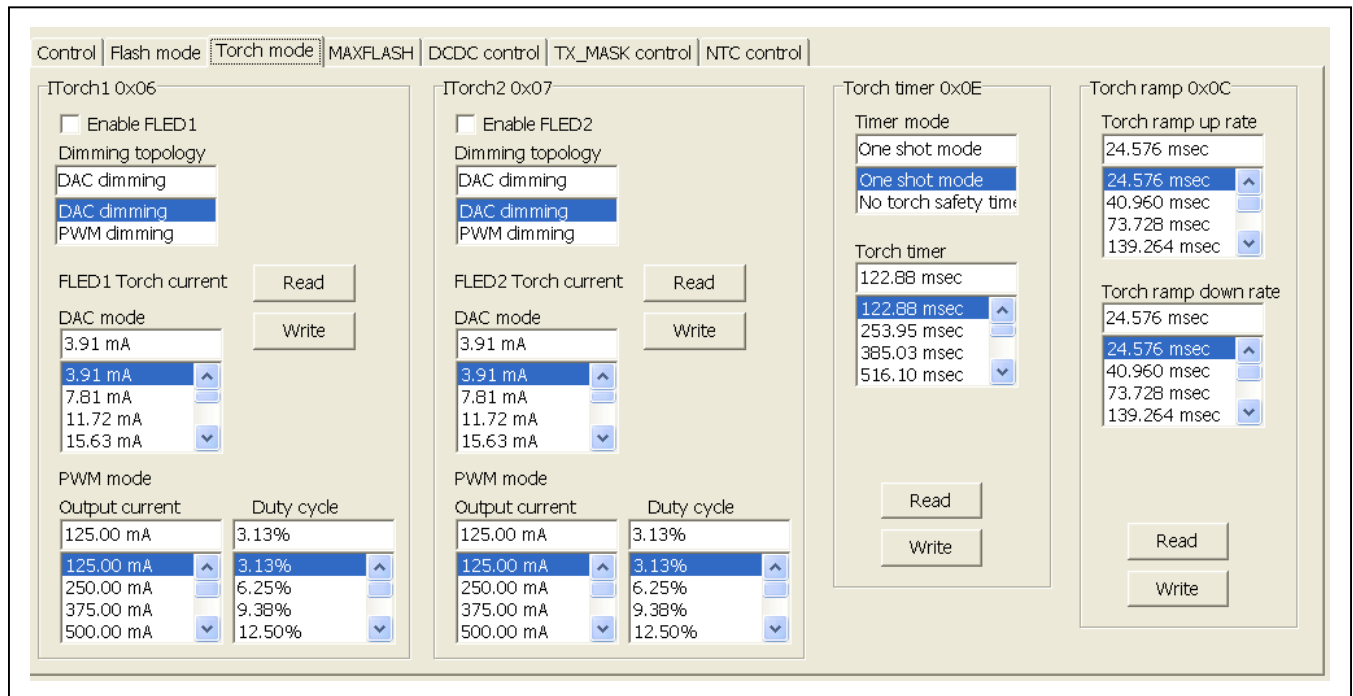 Control Flash mode Torch mode MAXFLASH DCDC control TX_MASK control NTC control
ITorch1 0x06
Enable FLED1
Dimming topology
DAC dimming
DAC dimming
PWM dimming
FLED1 Torch current
Read
DAC mode
Write
3.91 mA
3.91 mA
7.81 mA
11.72 mA
15.63 mA
PWM mode
Output current Duty cycle
125.00 mA 3.13%
125.00 mA 3.13%
250.00 mA 6.25%
375.00 mA 9.38%
500.00 mA 12.50%
ITorch2 0x07
Enable FLED2
Dimming topology
DAC dimming
DAC dimming
PWM dimming
FLED2 Torch current
Read
DAC mode
Write
3.91 mA
3.91 mA
7.81 mA
11.72 mA
15.63 mA
PWM mode
Output current Duty cycle
125.00 mA 3.13%
125.00 mA 3.13%
250.00 mA 6.25%
375.00 mA 9.38%
500.00 mA 12.50%
Torch timer 0x0E
Timer mode
One shot mode
One shot mode
No torch safety time
Torch timer
122.88 msec
122.88 msec
253.95 msec
385.03 msec
516.10 msec
Read
Write
Torch ramp 0x0C
Torch ramp up rate
24.576 msec
24.576 msec
40.960 msec
73.728 msec
139.264 msec
Torch ramp down rate
24.576 msec
24.576 msec
40.960 msec
73.728 msec
139.264 msec
Read
Write